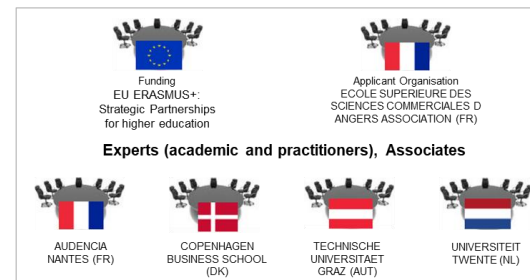 Funding
EU ERASMUS+:
Strategic Partnerships
for higher education
Applicant Organisation
ECOLE SUPERIEURE DES
SCIENCES COMMERCIALES D
ANGERS ASSOCIATION (FR)
Experts (academic and practitioners), Associates
AUDENCIA
NANTES (FR)
COPENHAGEN
BUSINESS SCHOOL
(DK)
TECHNISCHE
UNIVERSITAET
GRAZ (AUT)
UNIVERSITEIT
TWENTE (NL)